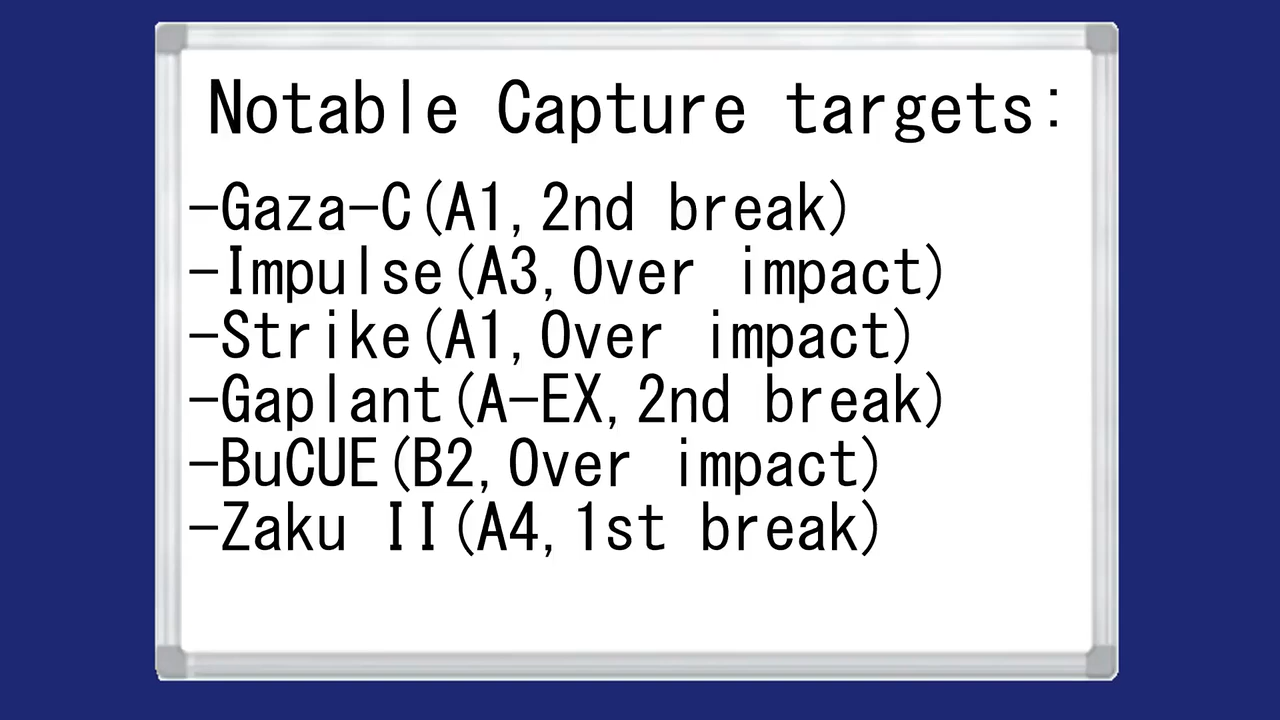 Notable Capture targets:
-Gaza-C(A1,2nd break)
-Impulse(A3,Over impact)
-Strike(A1,Over impact)
-Gaplant(A-EX,2nd break)
-BuCUE(B2,Over impact)
-Zaku II(A4,1st break)